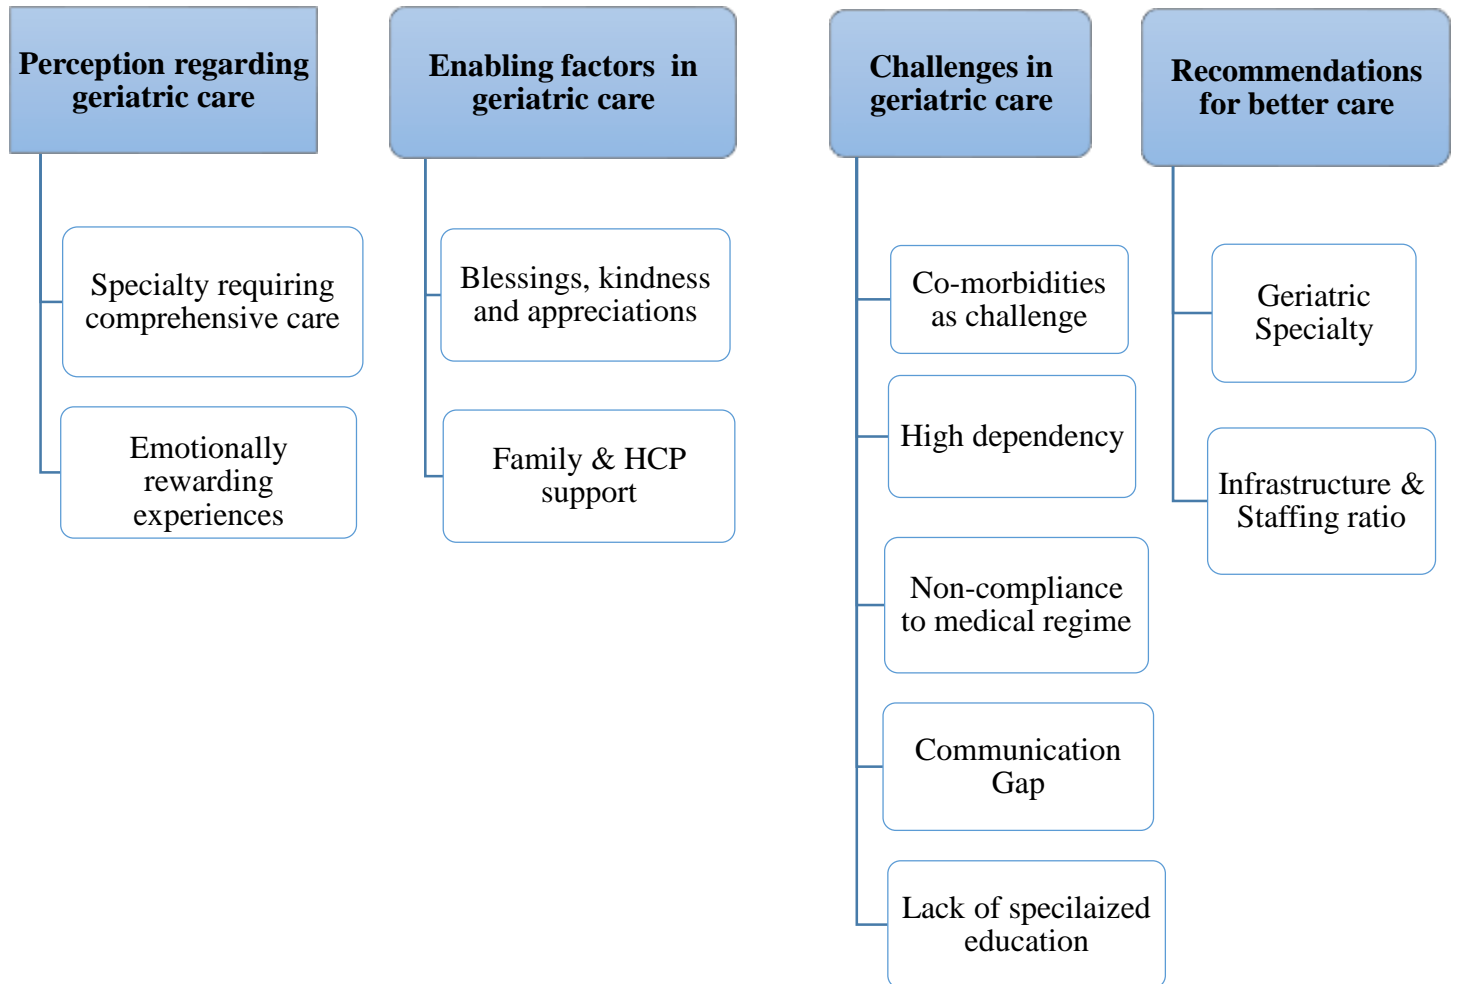 Perception regarding
geriatric care
Specialty requiring
comprehensive care
Emotionally
rewarding
experiences
Enabling factors in
geriatric care
Blessings, kindness
and appreciations
Family & HCP
support
Challenges in
geriatric care
Co-morbidities
as challenge
High dependency
Non-compliance
to medical regime
Communication
Gap
Lack of specilaized
education
Recommendations
for better care
Geriatric
Specialty
Infrastructure &
Staffing ratio